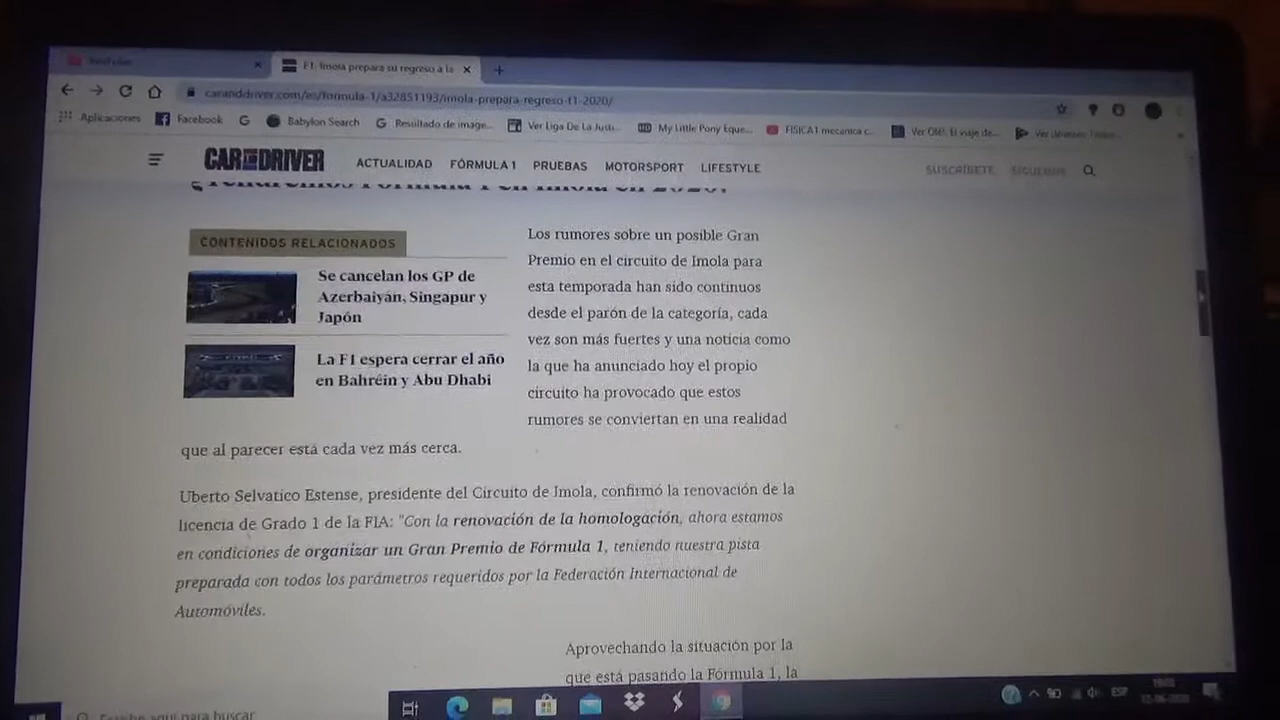 YouTube
F1: Imola prepara su regreso a la
caranddriver.com/es/formula-1/a32851193/imola-prepara-regreso-f1-2020/
Aplicaciones Facebook Babylon Search Resultado de image... Ver Liga De La Justi... My Little Pony Eque... FISICA1 mecanica c... Ver Olé!. El viaje de...
CAR AND DRIVER ACTUALIDAD FÓRMULA 1 PRUEBAS MOTORSPORT LIFESTYLE SUSCRÍBETE SÍGUENOS
CONTENIDOS RELACIONADOS
Se cancelan los GP de
Azerbaiyán, Singapur y
Japón
La F1 espera cerrar el año
en Bahréin y Abu Dhabi
Los rumores sobre un posible Gran
Premio en el circuito de Imola para
esta temporada han sido continuos
desde el parón de la categoría, cada
vez son más fuertes y una noticia como
la que ha anunciado hoy el propio
circuito ha provocado que estos
rumores se conviertan en una realidad
que al parecer está cada vez más cerca.
Uberto Selvatico Estense, presidente del Circuito de Imola, confirmó la renovación de la
licencia de Grado 1 de la FIA: "Con la renovación de la homologación, ahora estamos
en condiciones de organizar un Gran Premio de Fórmula 1, teniendo nuestra pista
preparada con todos los parámetros requeridos por la Federación Internacional de
Automóviles.
Aprovechando la situación por la
que está pasando la Fórmula 1, la
Escribe aquí para buscar
ESP